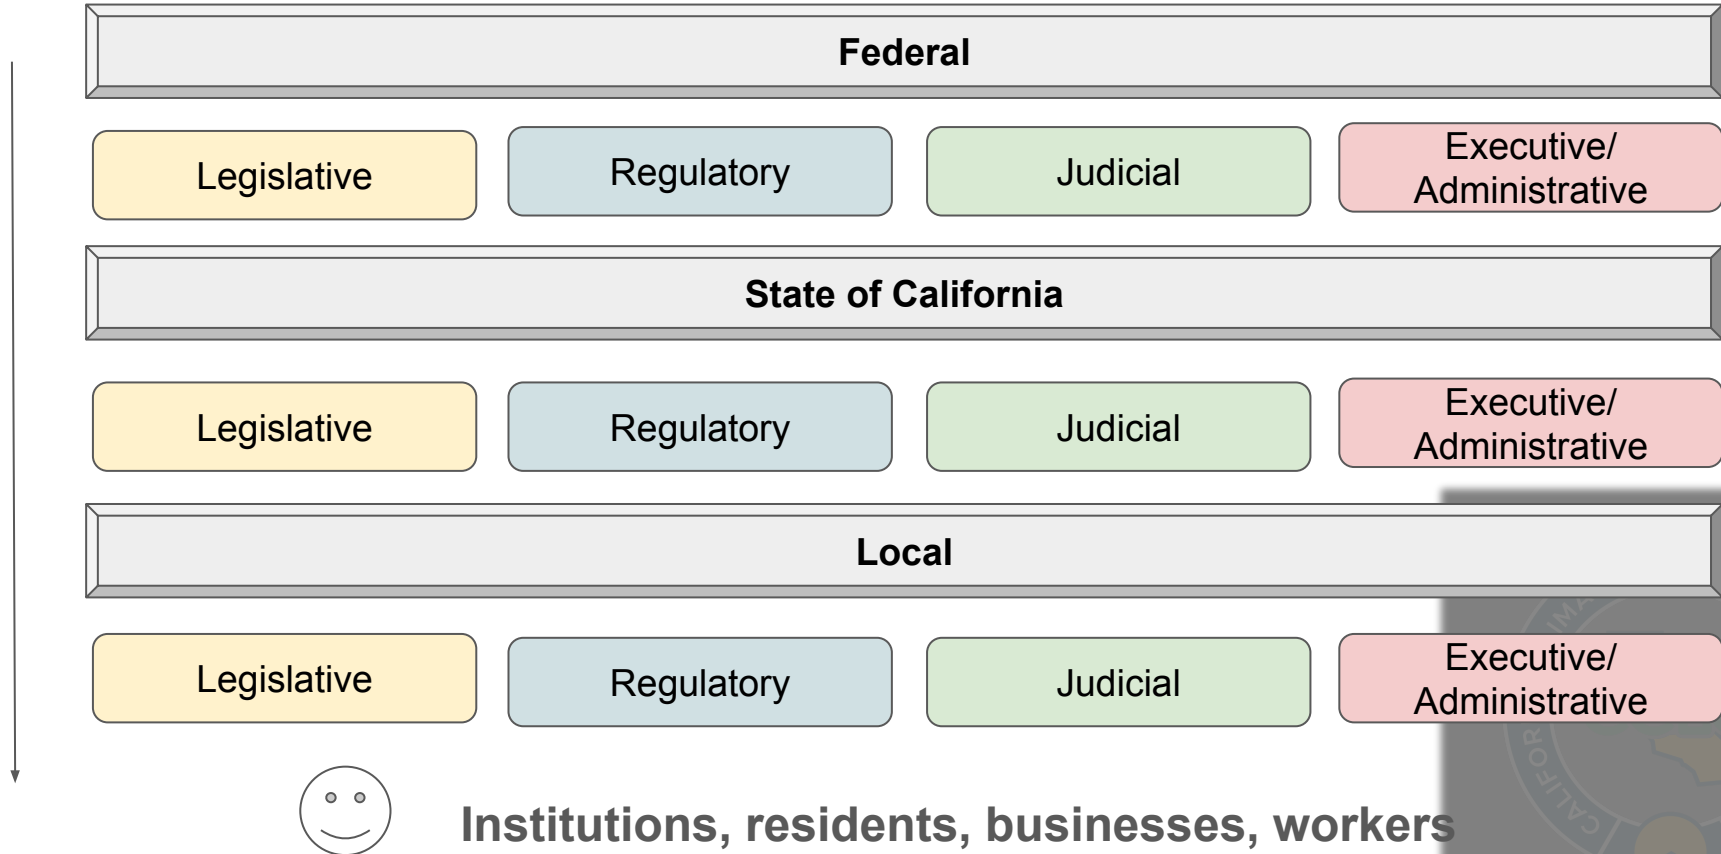 Federal
Legislative
Regulatory
Judicial
Executive/
Administrative
State of California
Legislative
Regulatory
Judicial
Executive/
Administrative
Local
Legislative
Regulatory
Judicial
Executive/
Administrative
Institutions, residents, businesses, workers